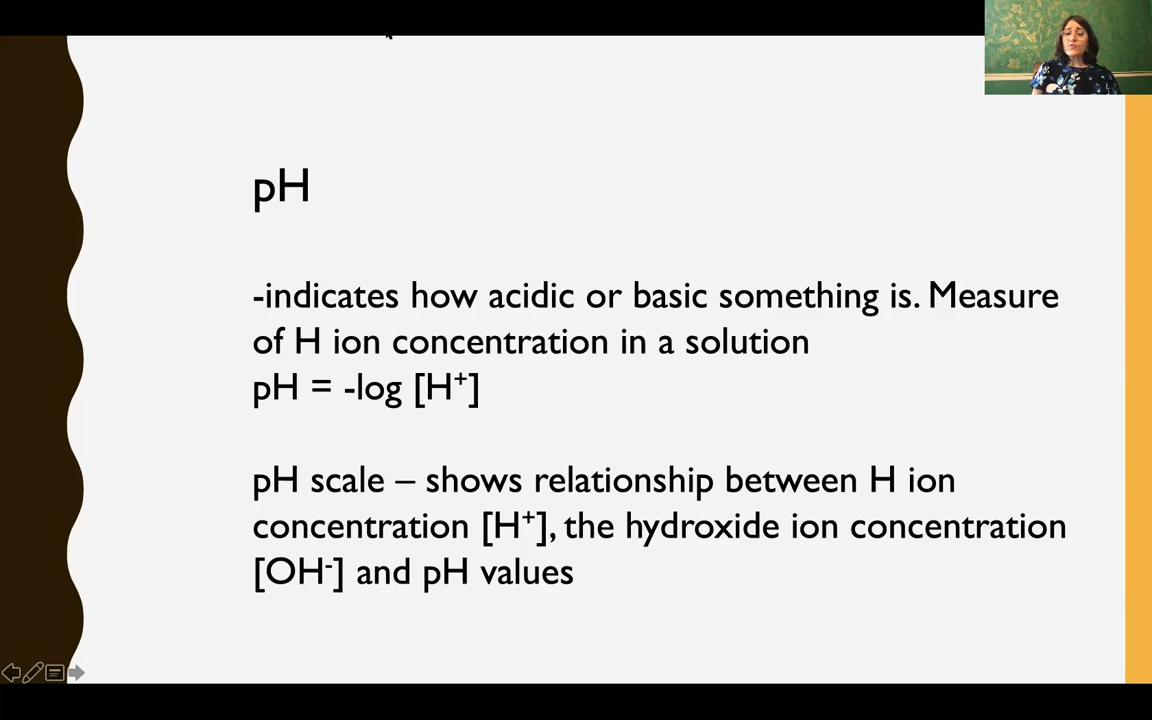 pH
-indicates how acidic or basic something is. Measure
of H ion concentration in a solution
pH = -log [H⁺]
pH scale – shows relationship between H ion
concentration [H⁺], the hydroxide ion concentration
[OH⁻] and pH values